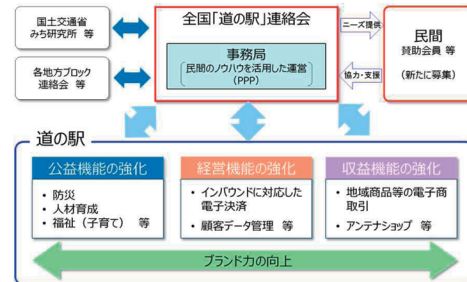 国土交通省
みち研究所 等
各地方ブロック
連絡会 等
全国「道の駅」連絡会
事務局
民間のノウハウを活用した運営
(PPP)
ニーズ提供
協力・支援
民間
賛助会員 等
(新たに募集)
道の駅
公益機能の強化
・ 防災
・ 人材育成
・ 福祉(子育て) 等
経営機能の強化
・ インバウンドに対応した
電子決済
・ 顧客データ管理 等
収益機能の強化
・ 地域商品等の電子商
取引
・ アンテナショップ 等
ブランド力の向上